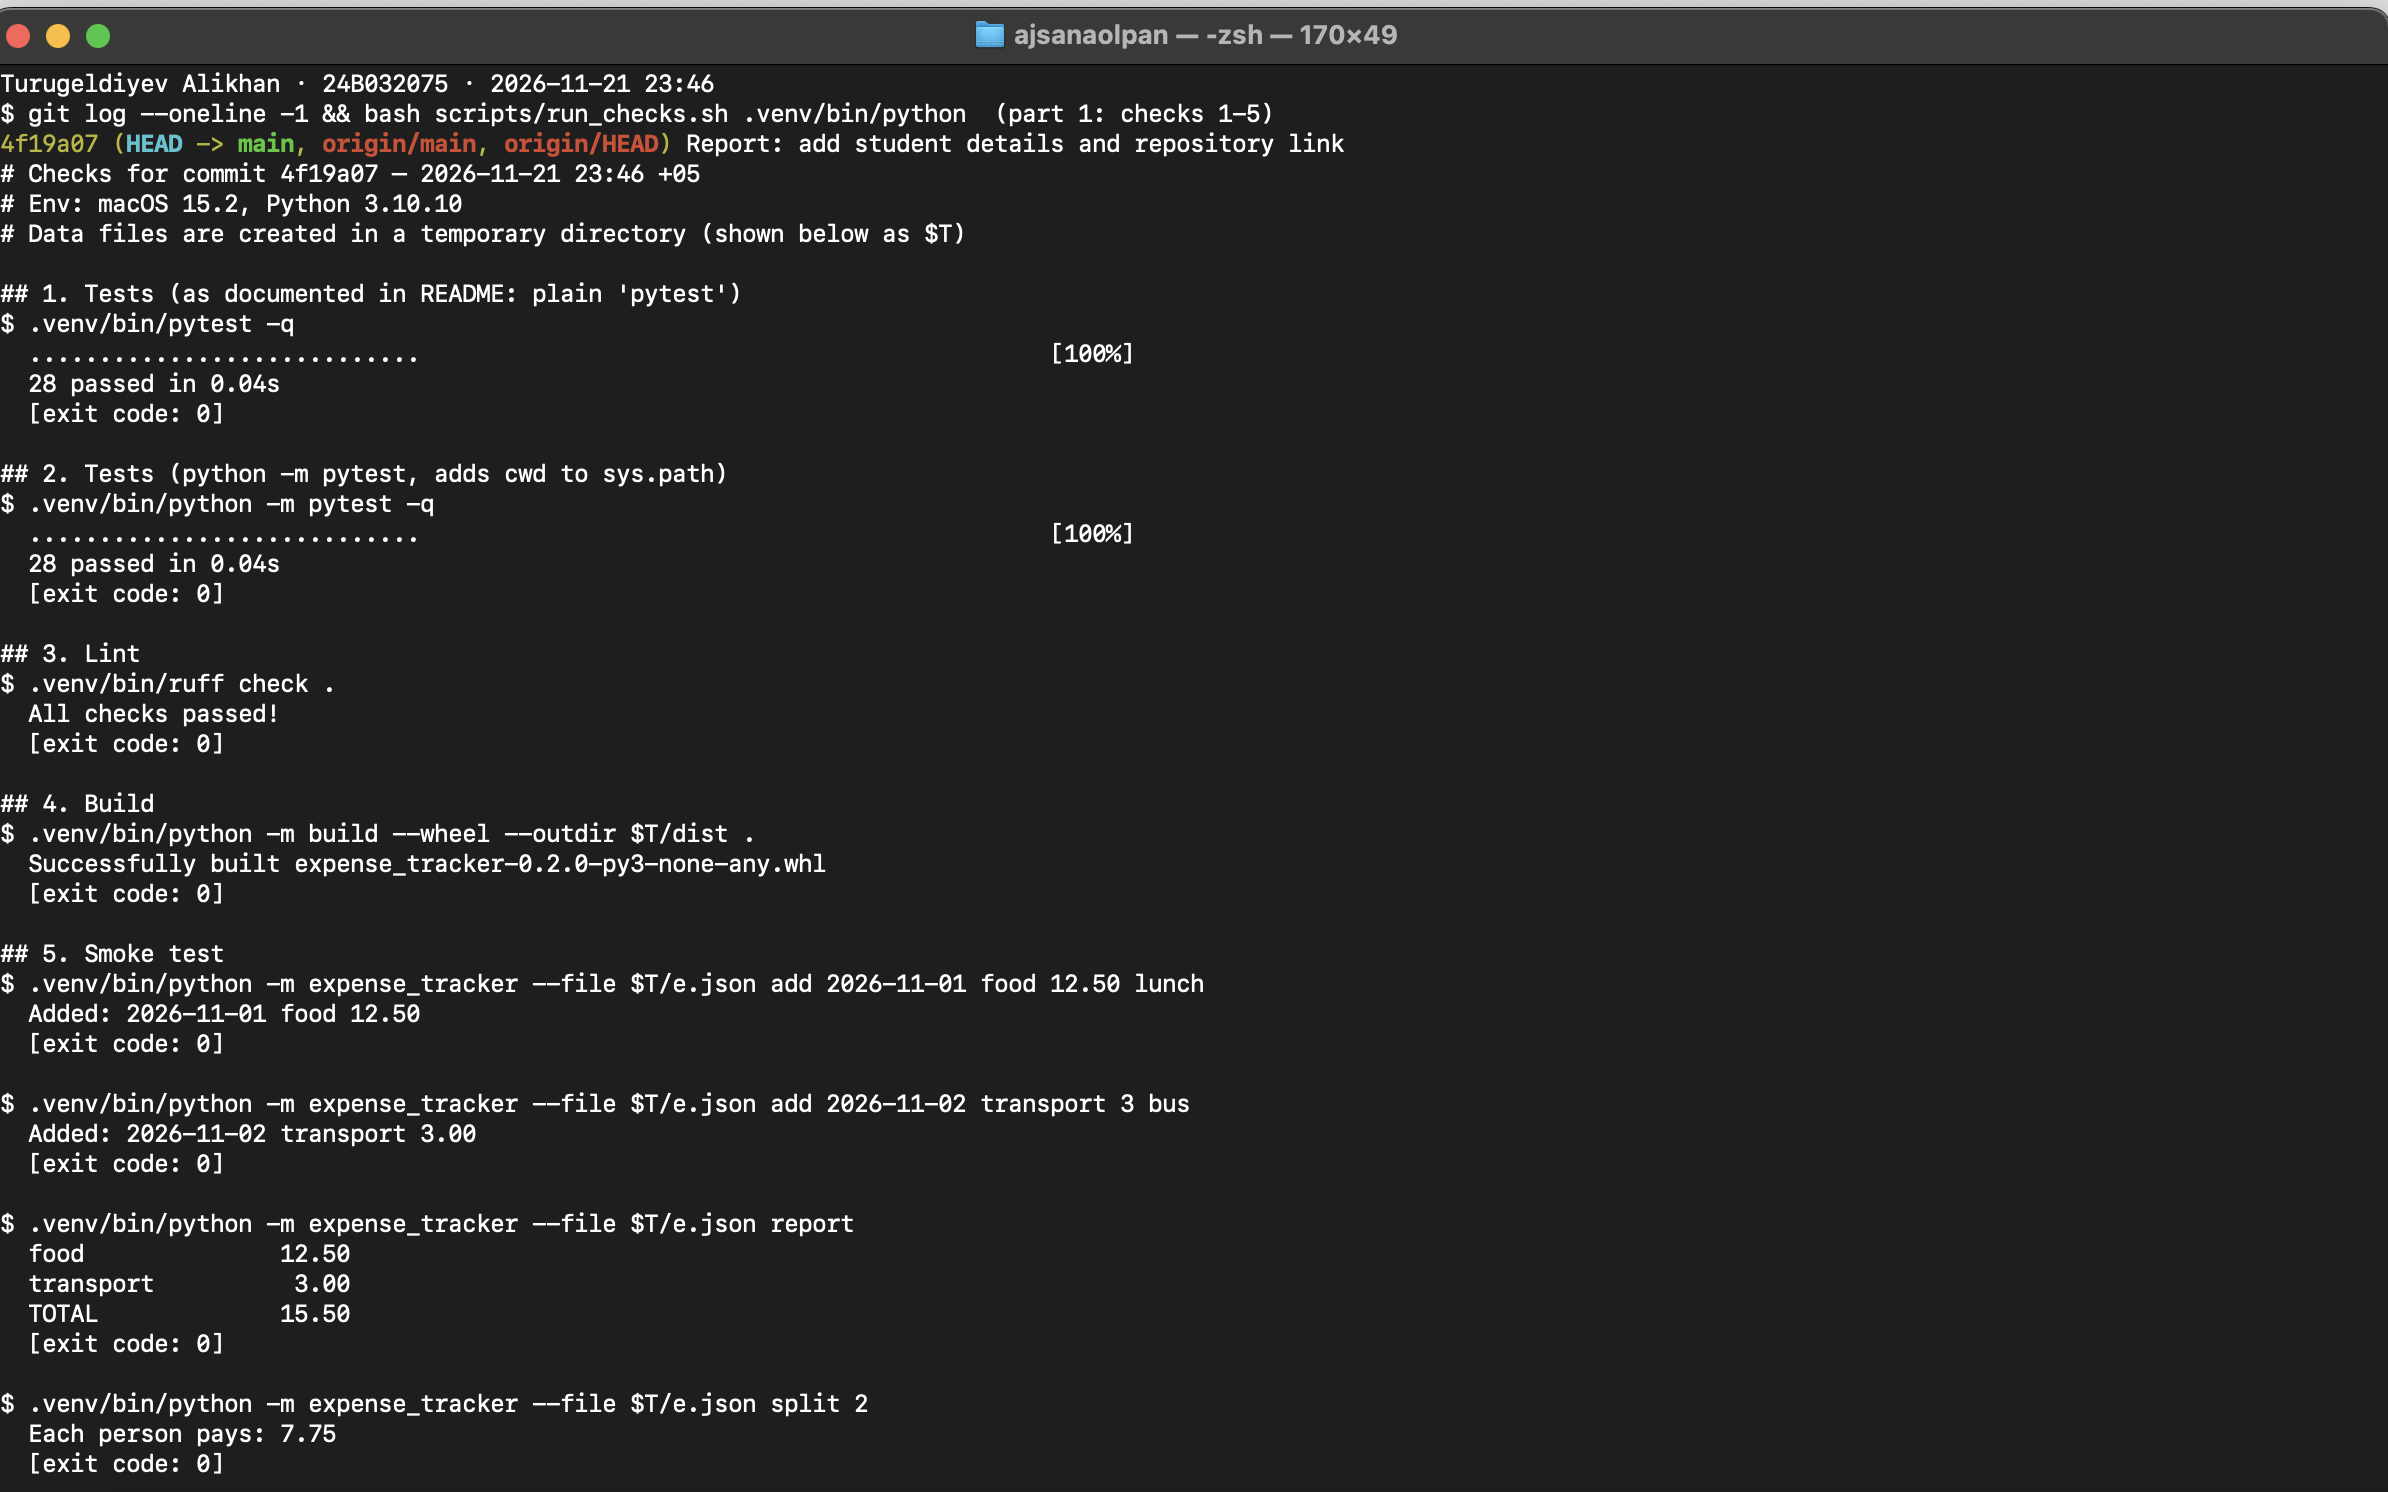 ajsanaolpan — -zsh — 170×49
Turugeldiyev Alikhan · 24B032075 · 2026-11-21 23:46
$ git log --oneline -1 && bash scripts/run_checks.sh .venv/bin/python  (part 1: checks 1-5)
4f19a07 (HEAD -> main, origin/main, origin/HEAD) Report: add student details and repository link
# Checks for commit 4f19a07 — 2026-11-21 23:46 +05
# Env: macOS 15.2, Python 3.10.10
# Data files are created in a temporary directory (shown below as $T)
## 1. Tests (as documented in README: plain 'pytest')
$ .venv/bin/pytest -q
............................                                             [100%]
28 passed in 0.04s
[exit code: 0]
## 2. Tests (python -m pytest, adds cwd to sys.path)
$ .venv/bin/python -m pytest -q
............................                                             [100%]
28 passed in 0.04s
[exit code: 0]
## 3. Lint
$ .venv/bin/ruff check .
All checks passed!
[exit code: 0]
## 4. Build
$ .venv/bin/python -m build --wheel --outdir $T/dist .
Successfully built expense_tracker-0.2.0-py3-none-any.whl
[exit code: 0]
## 5. Smoke test
$ .venv/bin/python -m expense_tracker --file $T/e.json add 2026-11-01 food 12.50 lunch
Added: 2026-11-01 food 12.50
[exit code: 0]
$ .venv/bin/python -m expense_tracker --file $T/e.json add 2026-11-02 transport 3 bus
Added: 2026-11-02 transport 3.00
[exit code: 0]
$ .venv/bin/python -m expense_tracker --file $T/e.json report
food              12.50
transport          3.00
TOTAL             15.50
[exit code: 0]
$ .venv/bin/python -m expense_tracker --file $T/e.json split 2
Each person pays: 7.75
[exit code: 0]